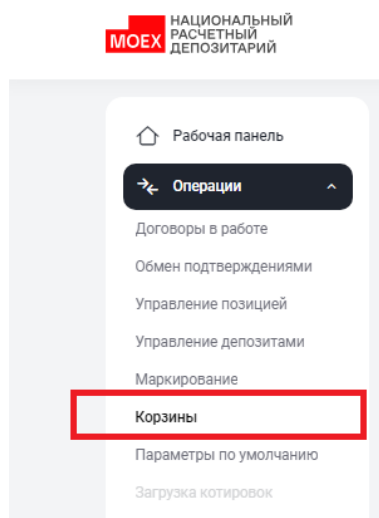 MOEX
НАЦИОНАЛЬНЫЙ
РАСЧЕТНЫЙ
ДЕПОЗИТАРИЙ
Рабочая панель
Операции
Договоры в работе
Обмен подтверждениями
Управление позицией
Управление депозитами
Маркирование
Корзины
Параметры по умолчанию
Загрузка котировок